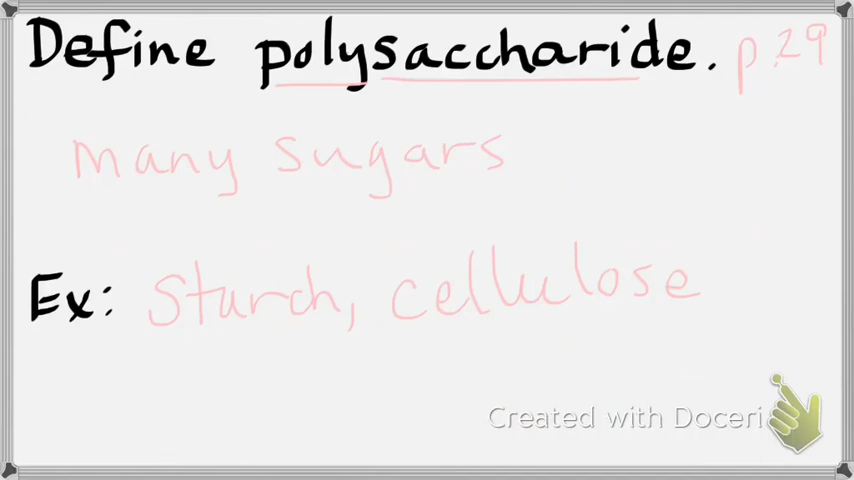 Define polysaccharide. p.29
many sugars
Ex: Starch, cellulose
Created with Doceri